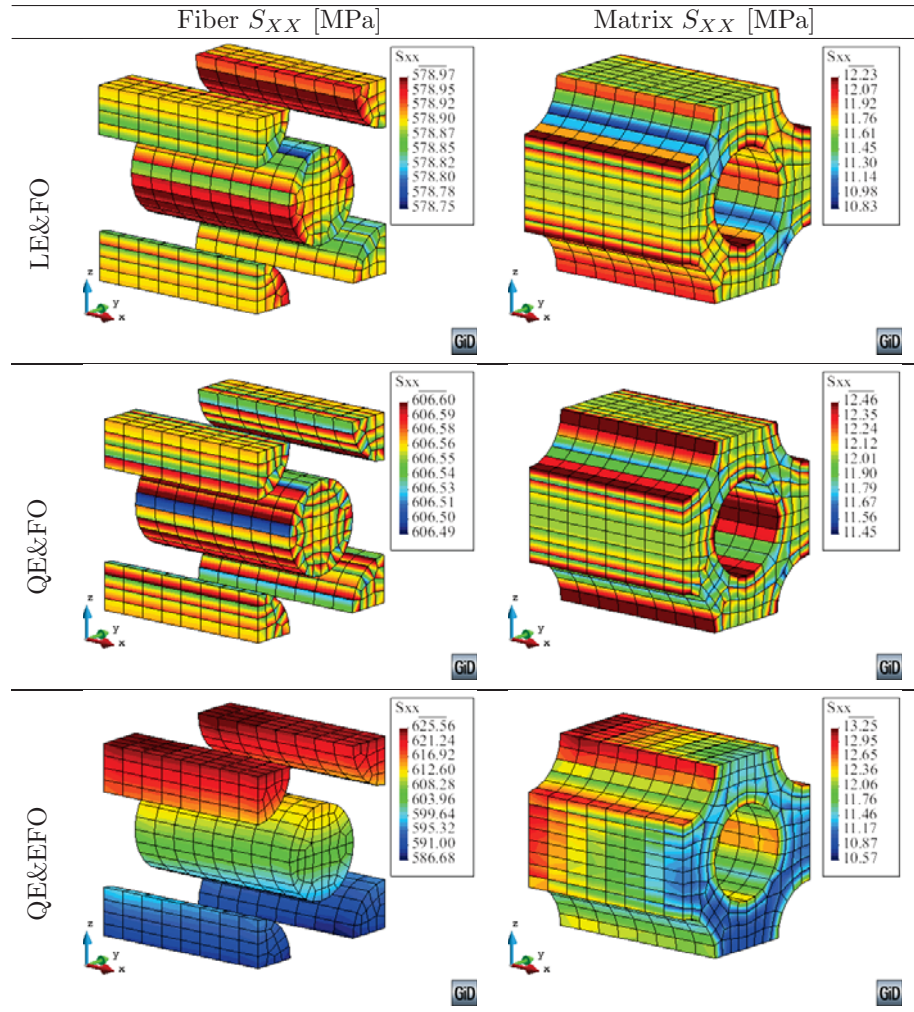 Fiber SXX [MPa]
Matrix SXX [MPa]
LE&FO
Sxx
578.97
578.95
578.92
578.90
578.87
578.85
578.82
578.80
578.78
578.75
z
y
x
GiD
Sxx
12.23
12.07
11.92
11.76
11.61
11.45
11.30
11.14
10.98
10.83
z
y
x
GiD
QE&FO
Sxx
606.60
606.59
606.58
606.56
606.55
606.54
606.53
606.51
606.50
606.49
z
y
x
GiD
Sxx
12.46
12.35
12.24
12.12
12.01
11.90
11.79
11.67
11.56
11.45
z
y
x
GiD
QE&EFO
Sxx
625.56
621.24
616.92
612.60
608.28
603.96
599.64
595.32
591.00
586.68
z
y
x
GiD
Sxx
13.25
12.95
12.65
12.36
12.06
11.76
11.46
11.17
10.87
10.57
z
y
x
GiD